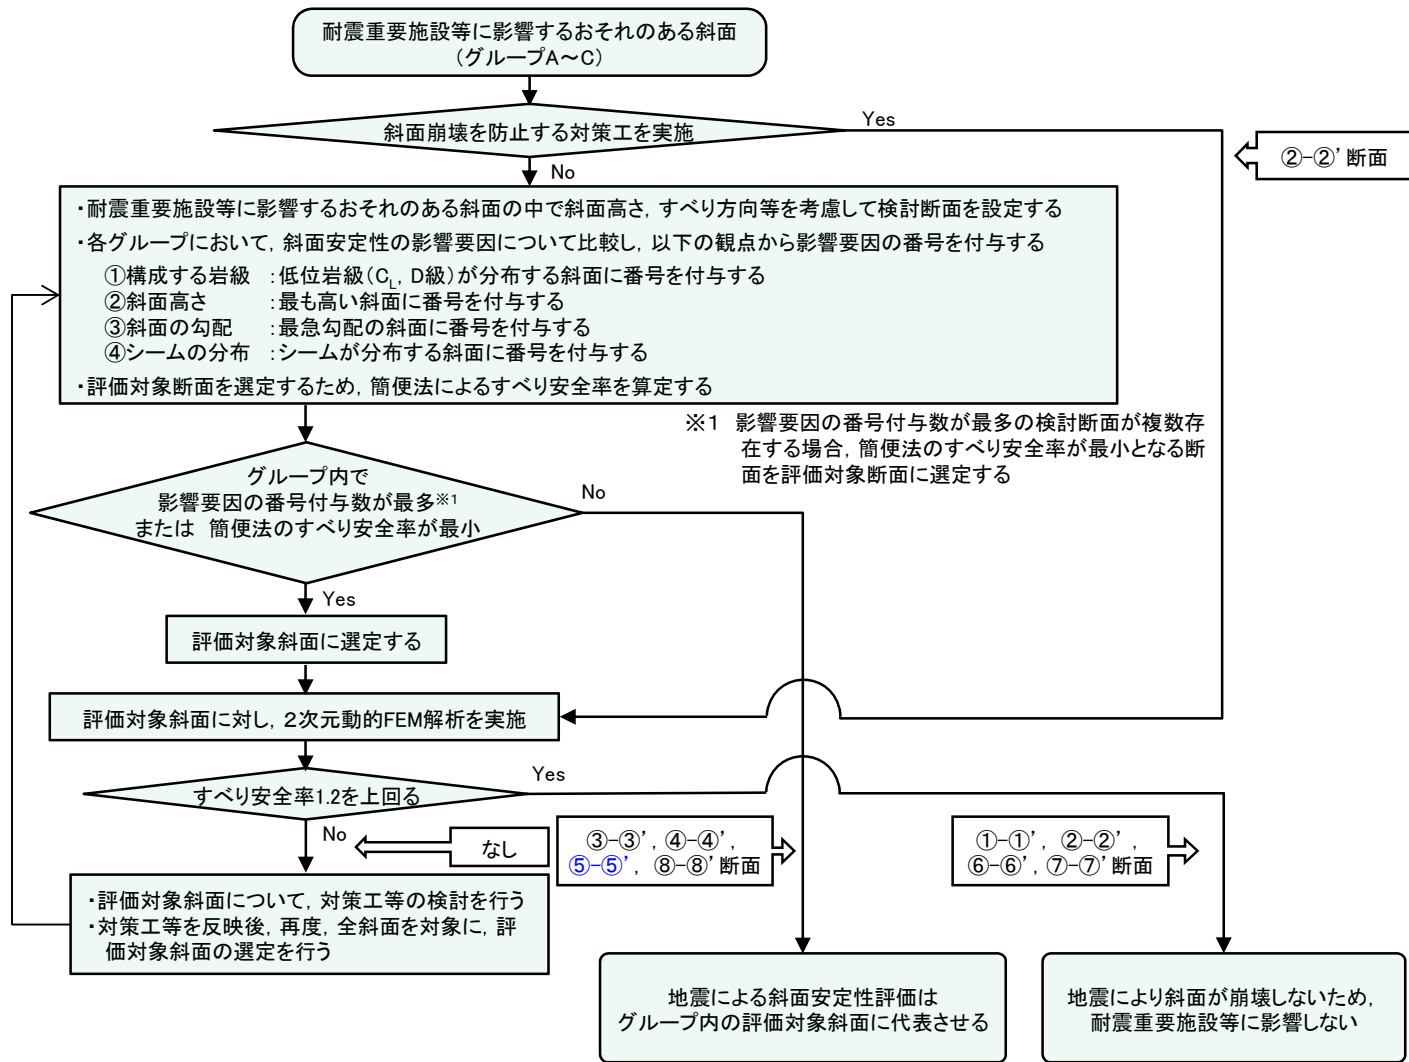 耐震重要施設等に影響するおそれのある斜面
（グループA～C）
斜面崩壊を防止する対策工を実施
Yes
②-②’断面
No
・耐震重要施設等に影響するおそれのある斜面の中で斜面高さ，すべり方向等を考慮して検討断面を設定する
・各グループにおいて，斜面安定性の影響要因について比較し，以下の観点から影響要因の番号を付与する
①構成する岩級　：低位岩級（CL，D級）が分布する斜面に番号を付与する
②斜面高さ　：最も高い斜面に番号を付与する
③斜面の勾配　：最急勾配の斜面に番号を付与する
④シームの分布　：シームが分布する斜面に番号を付与する
・評価対象断面を選定するため，簡便法によるすべり安全率を算定する
※1　影響要因の番号付与数が最多の検討断面が複数存
在する場合，簡便法のすべり安全率が最小となる断
面を評価対象断面に選定する
グループ内で
影響要因の番号付与数が最多※1
または　簡便法のすべり安全率が最小
No
Yes
評価対象斜面に選定する
評価対象斜面に対し，２次元動的FEM解析を実施
すべり安全率1.2を上回る
Yes
No
なし
③-③’，④-④’，
⑤-⑤’，⑧-⑧’断面
①-①’，②-②’，
⑥-⑥’，⑦-⑦’断面
・評価対象斜面について，対策工等の検討を行う
・対策工等を反映後，再度，全斜面を対象に，評
価対象斜面の選定を行う
地震による斜面安定性評価は
グループ内の評価対象斜面に代表させる
地震により斜面が崩壊しないため，
耐震重要施設等に影響しない